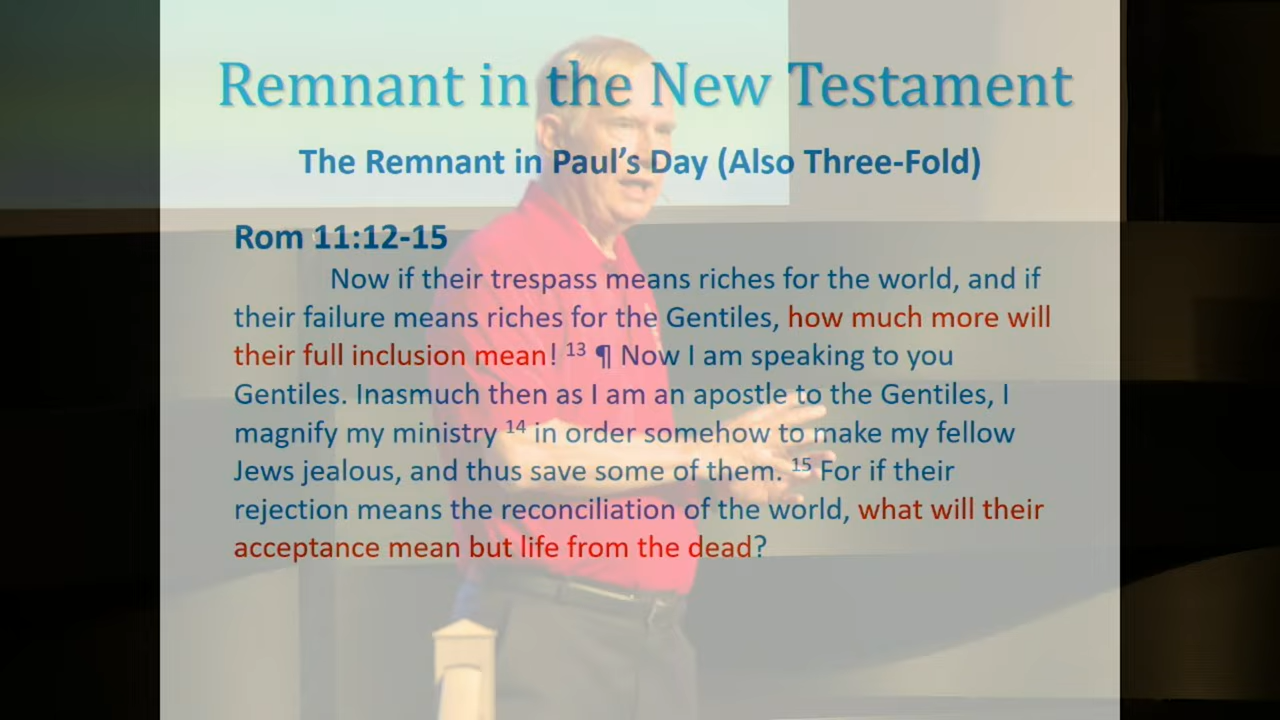 Remnant in the New Testament
The Remnant in Paul's Day (Also Three-Fold)
Rom 11:12-15
Now if their trespass means riches for the world, and if
their failure means riches for the Gentiles, how much more will
their full inclusion mean! 13 ¶ Now I am speaking to you
Gentiles. Inasmuch then as I am an apostle to the Gentiles, I
magnify my ministry 14 in order somehow to make my fellow
Jews jealous, and thus save some of them. 15 For if their
rejection means the reconciliation of the world, what will their
acceptance mean but life from the dead?